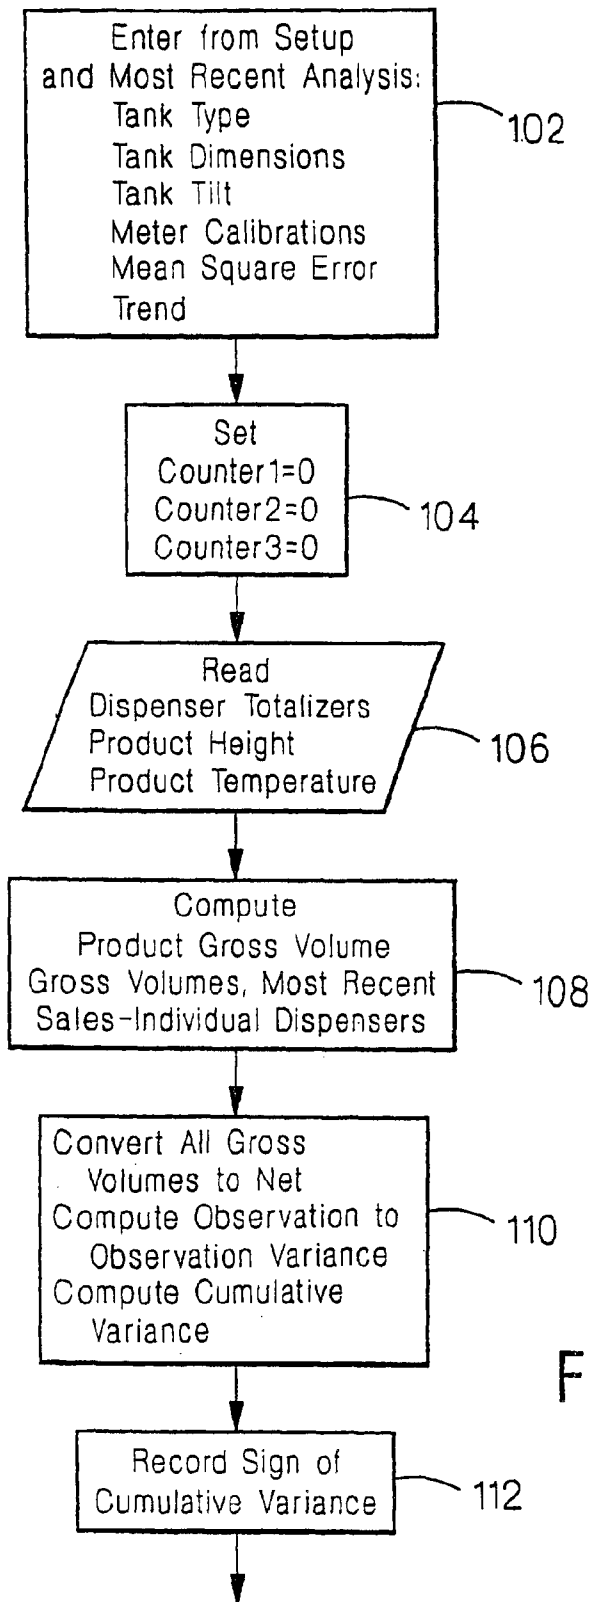 Enter from Setup
and Most Recent Analysis:
Tank Type
Tank Dimensions
Tank Tilt
Meter Calibrations
Mean Square Error
Trend
102
Set
Counter1=0
Counter2=0
Counter3=0
104
Read
Dispenser Totalizers
Product Height
Product Temperature
106
Compute
Product Gross Volume
Gross Volumes, Most Recent
Sales-Individual Dispensers
108
Convert All Gross
Volumes to Net
Compute Observation to
Observation Variance
Compute Cumulative
Variance
110
F
Record Sign of
Cumulative Variance
112